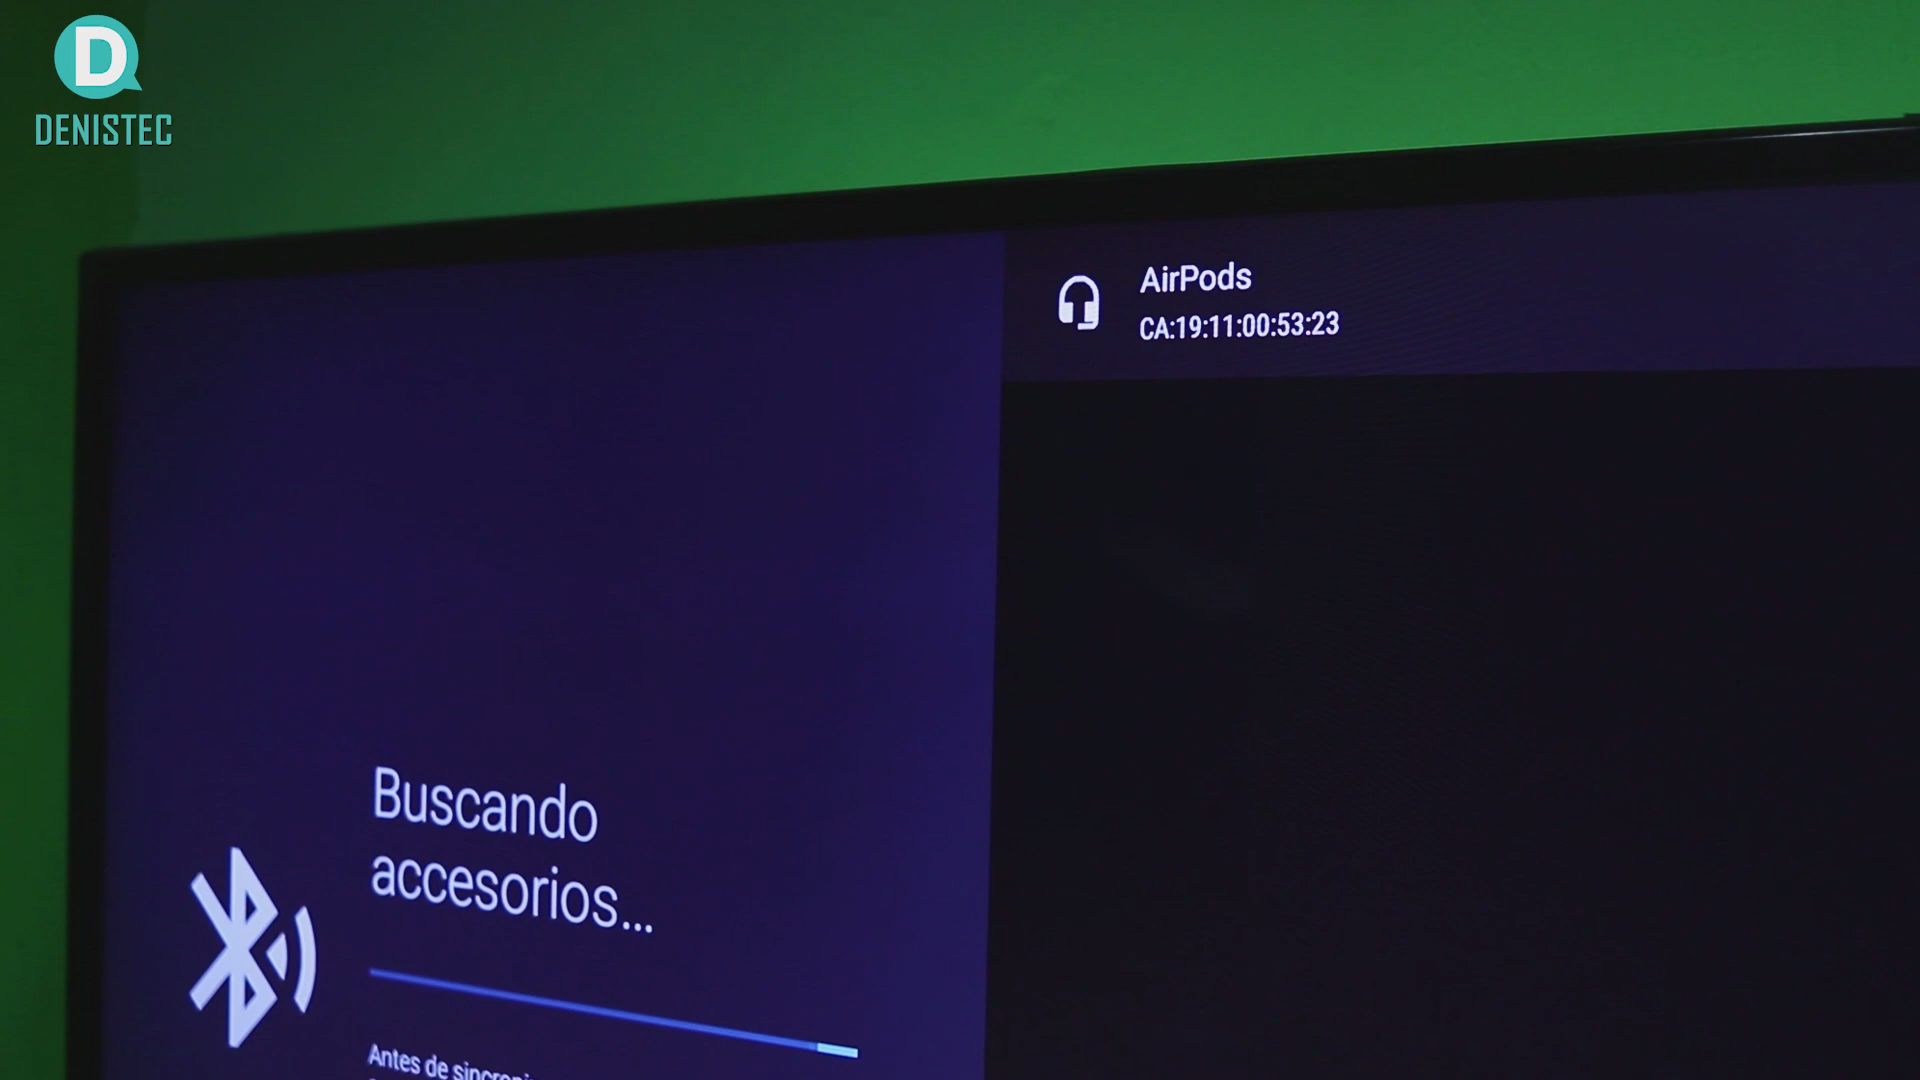 D
DENISTEC
AirPods
CA:19:11:00:53:23
Buscando
accesorios...
Antes de